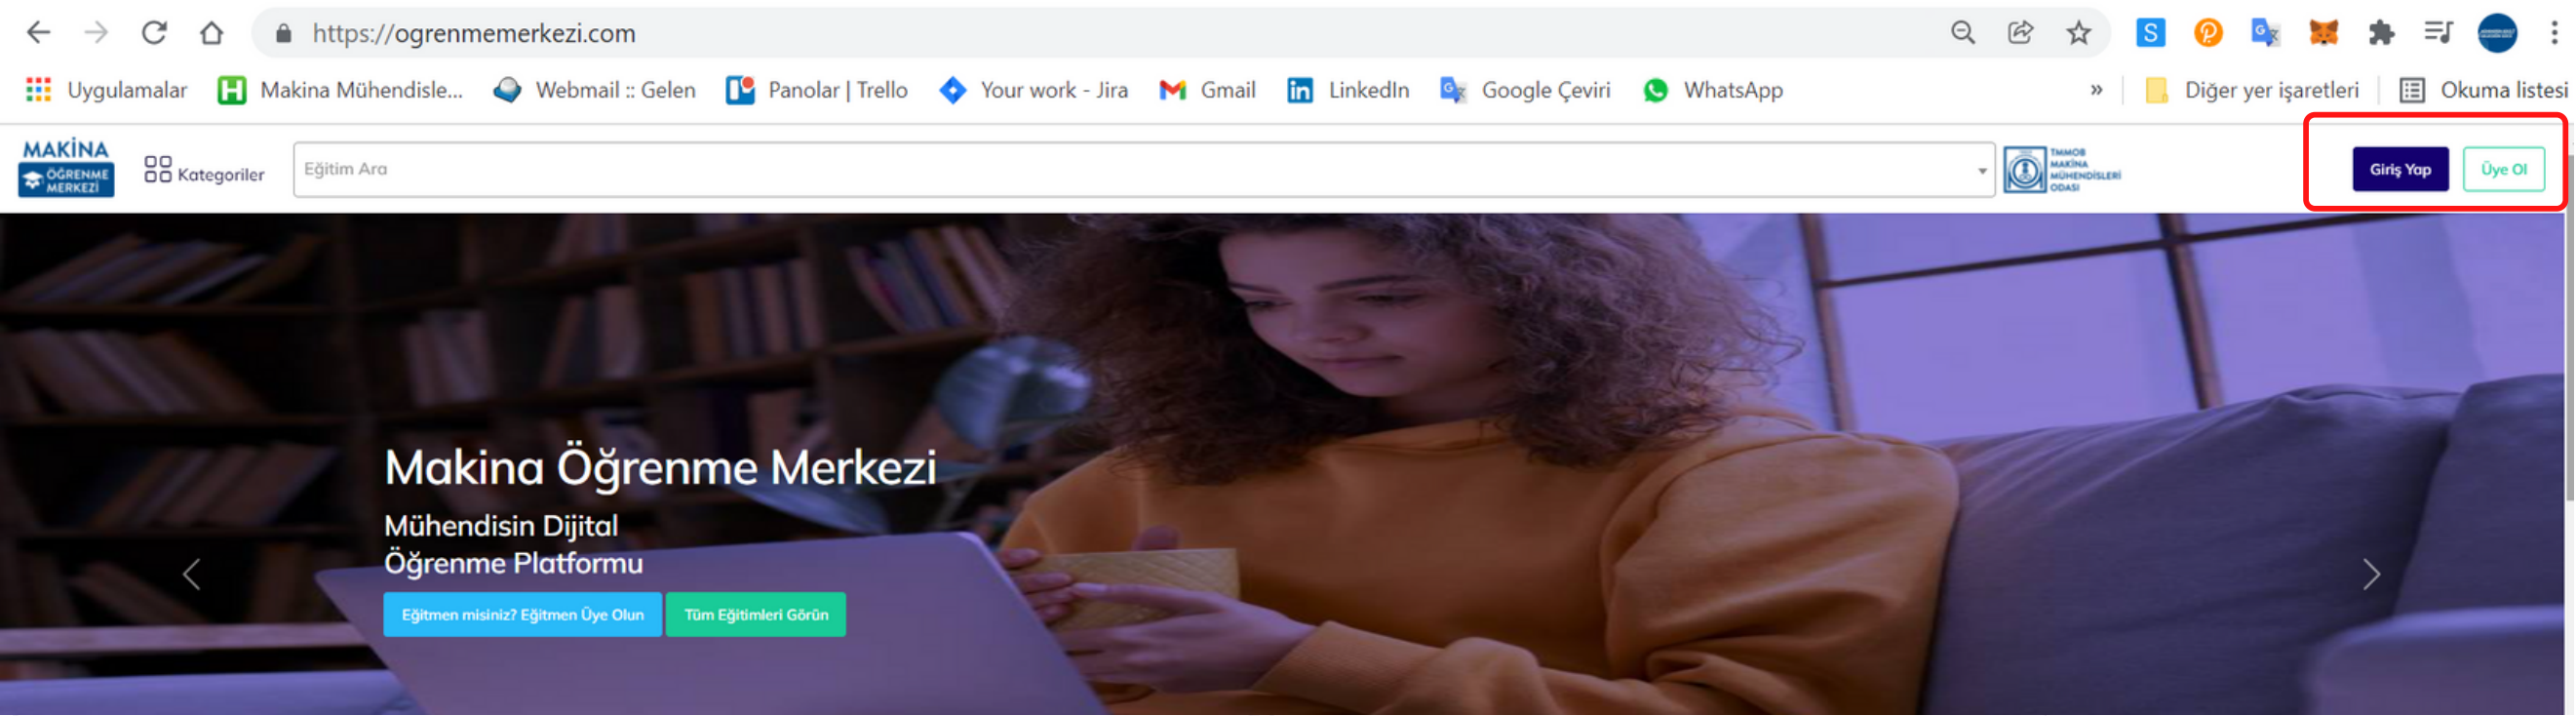 https://ogrenmemerkezi.com
S
Uygulamalar
H Makina Mühendisle...
Webmail :: Gelen
Panolar | Trello
Your work - Jira
Gmail
in LinkedIn
Google Çeviri
WhatsApp
»
Diğer yer işaretleri
Okuma listesi
MAKİNA
ÖĞRENME
MERKEZİ
Kategoriler
Eğitim Ara
TMMOB
MAKİNA
MÜHENDİSLERİ
ODASI
Giriş Yap
Üye Ol
Makina Öğrenme Merkezi
Mühendisin Dijital
Öğrenme Platformu
Eğitmen misiniz? Eğitmen Üye Olun
Tüm Eğitimleri Görün